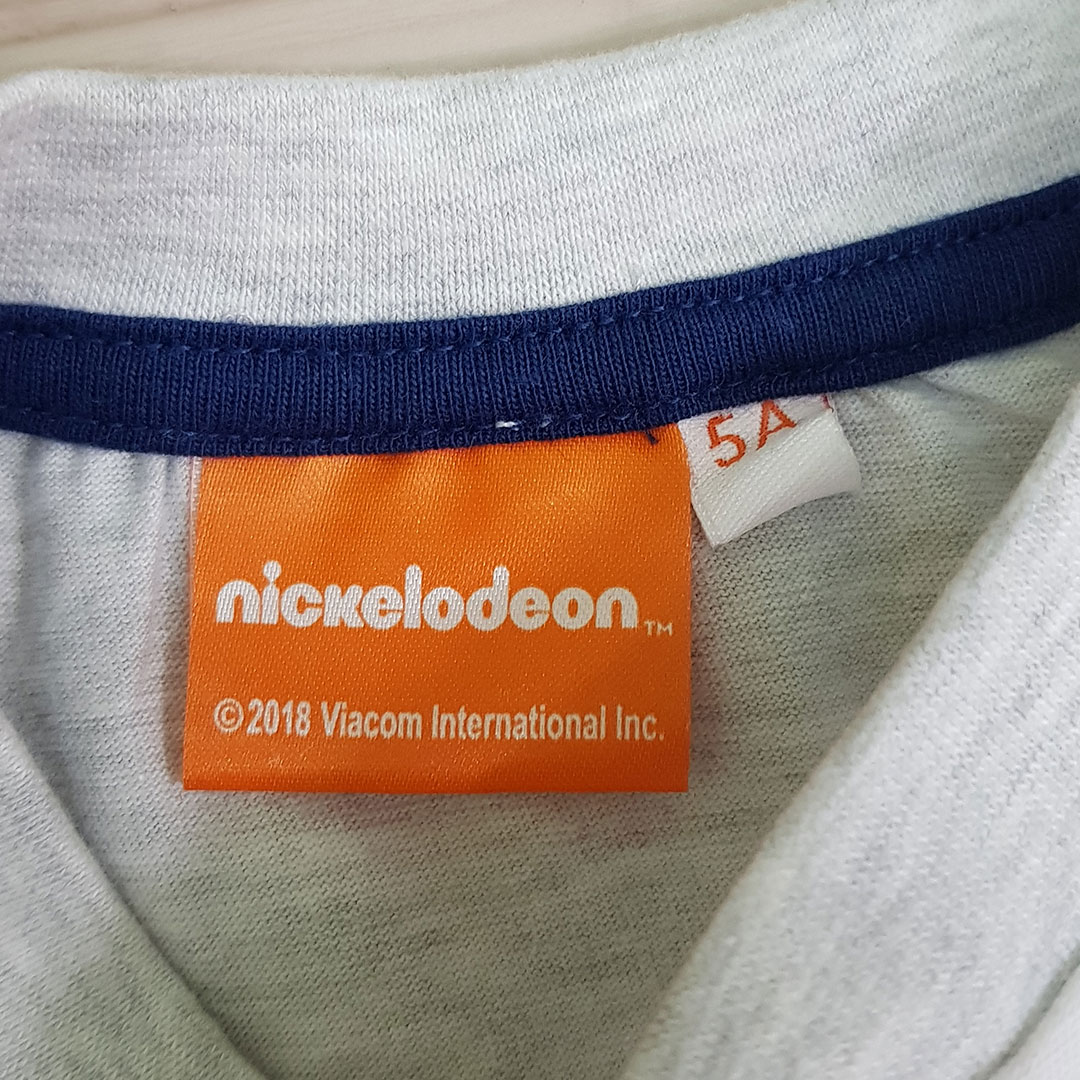 5A
nickelodeon™
©2018 Viacom International Inc.